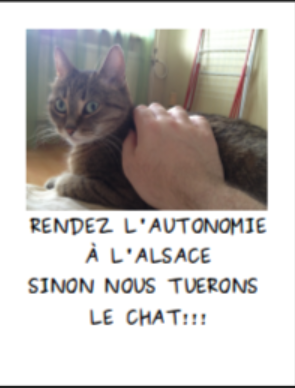 RENDEZ L'AUTONOMIE
À L'ALSACE
SINON NOUS TUERONS
LE CHAT!!!